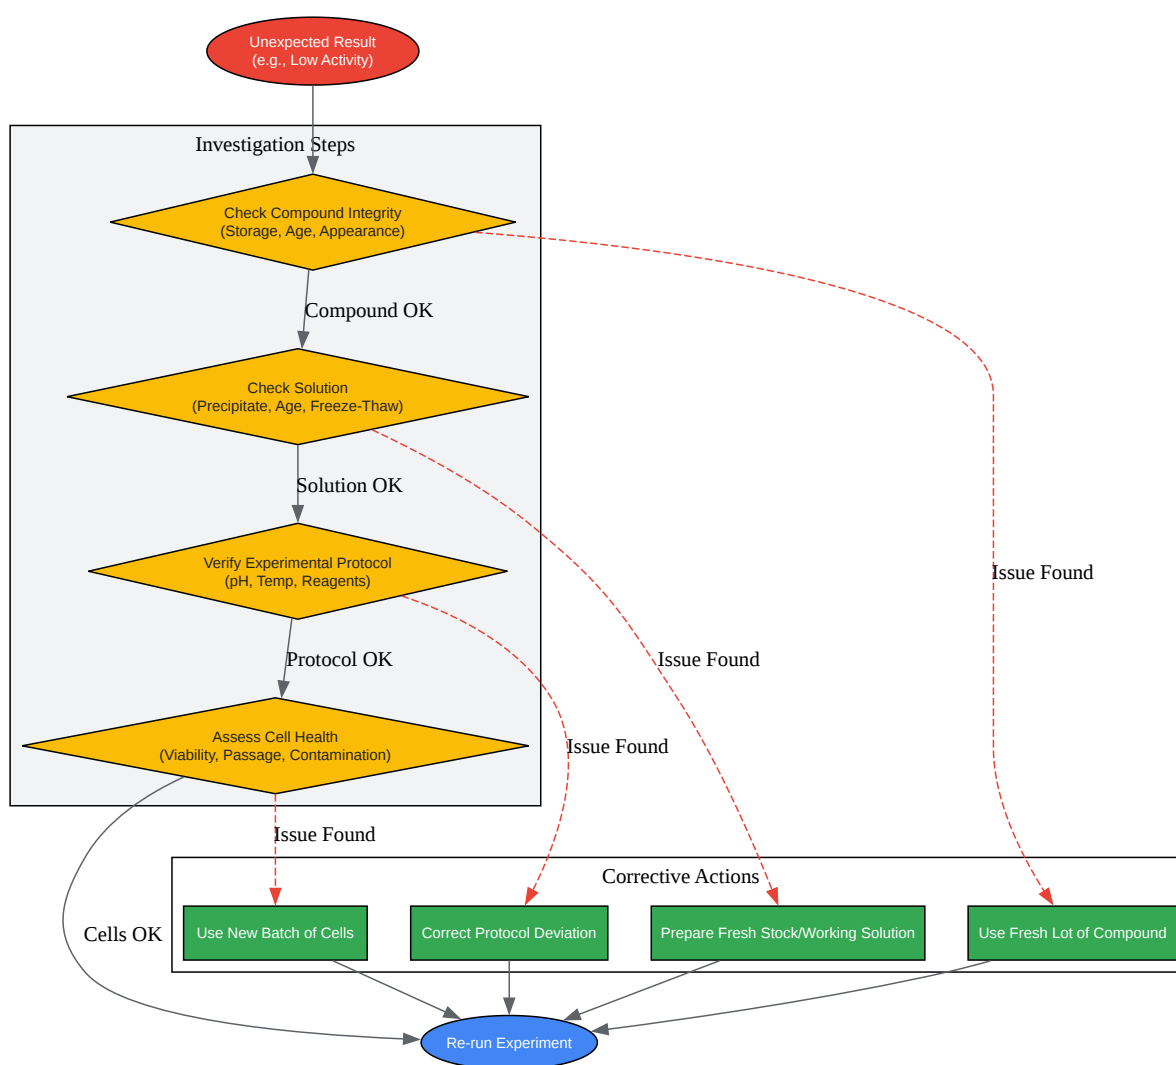 Unexpected Result
(e.g., Low Activity)
Investigation Steps
Check Compound Integrity
(Storage, Age, Appearance)
Compound OK
Check Solution
(Precipitate, Age, Freeze-Thaw)
Solution OK
Verify Experimental Protocol
(pH, Temp, Reagents)
Issue Found
Protocol OK
Issue Found
Assess Cell Health
(Viability, Passage, Contamination)
Issue Found
Issue Found
Corrective Actions
Cells OK
Use New Batch of Cells
Correct Protocol Deviation
Prepare Fresh Stock/Working Solution
Use Fresh Lot of Compound
Re-run Experiment